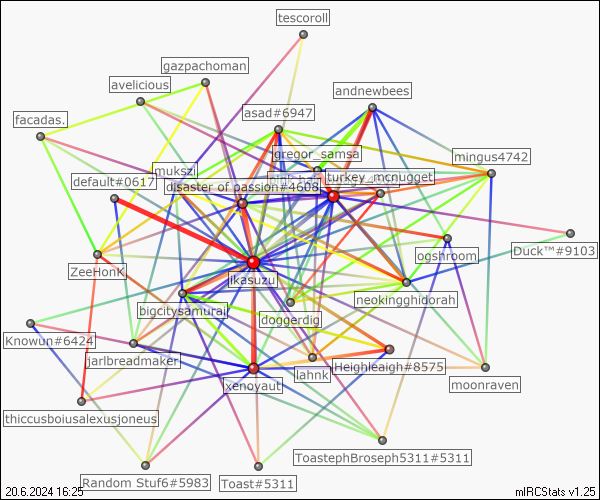 tescoroll
gazpachoman
avelicious
andnewbees
asad#6947
facadas.
gregor_samsa
mingus4742
mukszi
turkey_mcnugget
default#0617
disaster of passion#4608
Duck™#9103
ogshroom
ZeeHonK
ikasuzu
neokingghidorah
bigcitysamurai
doggerdig
Knowun#6424
jarlbreadmaker
lahnk
Heighleigh#8575
moonraven
xenoyaut
thiccusboiusalexusjoneus
ToastephBroseph5311#5311
Random Stuf6#5983
Toast#5311
20.6.2024 16:25
mIRCStats v1.25